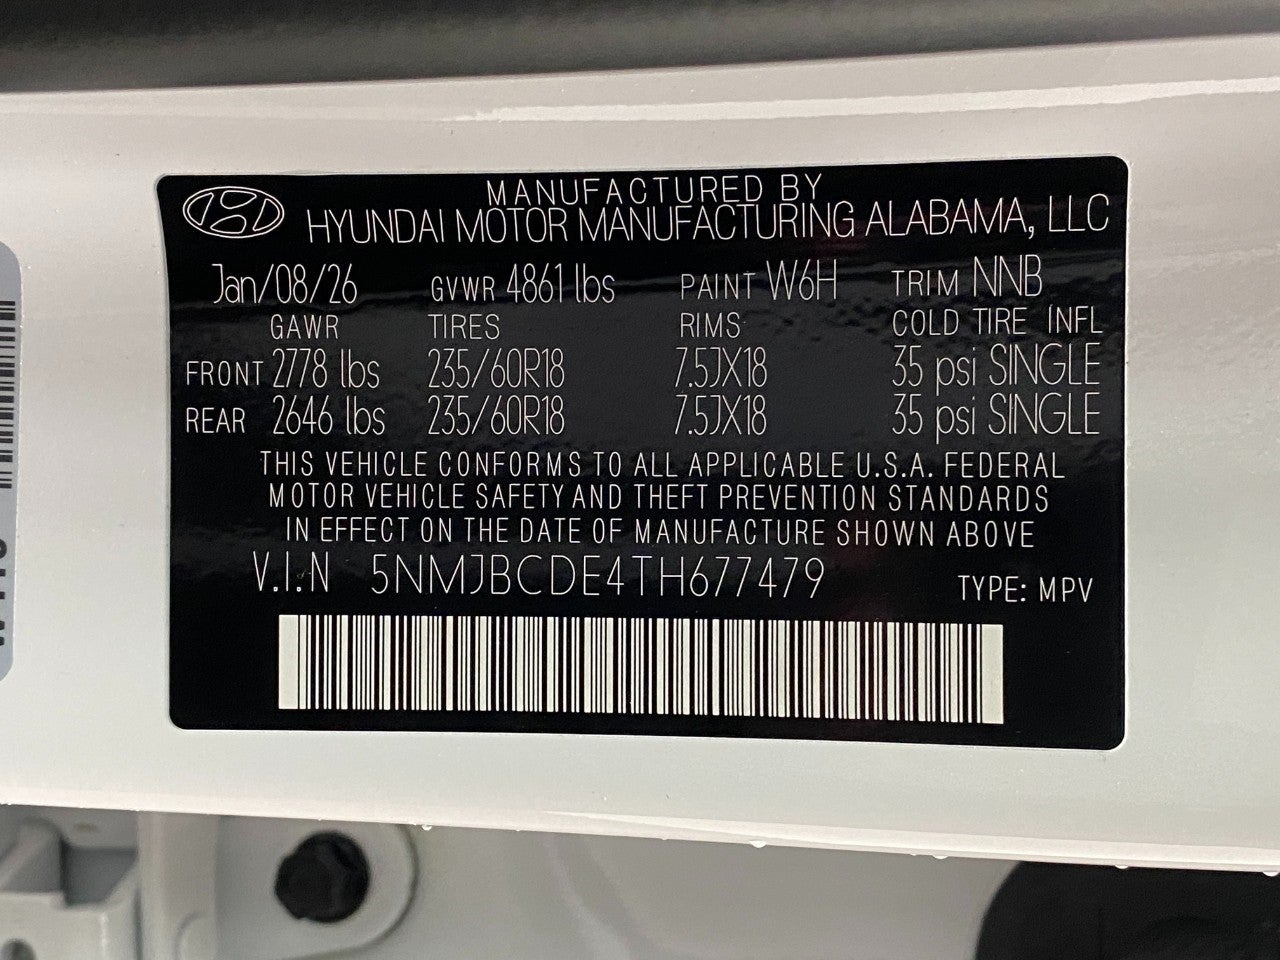 MANUFACTURED BY
HYUNDAI MOTOR MANUFACTURING ALABAMA, LLC
Jan/08/26 GVWR 4861 lbs PAINT W6H TRIM NNB
GAWR TIRES RIMS COLD TIRE INFL
FRONT 2778 lbs 235/60R18 7.5JX18 35 psi SINGLE
REAR 2646 lbs 235/60R18 7.5JX18 35 psi SINGLE
THIS VEHICLE CONFORMS TO ALL APPLICABLE U.S.A. FEDERAL
MOTOR VEHICLE SAFETY AND THEFT PREVENTION STANDARDS
IN EFFECT ON THE DATE OF MANUFACTURE SHOWN ABOVE
V.I.N 5NMJBCDE4TH677479 TYPE: MPV